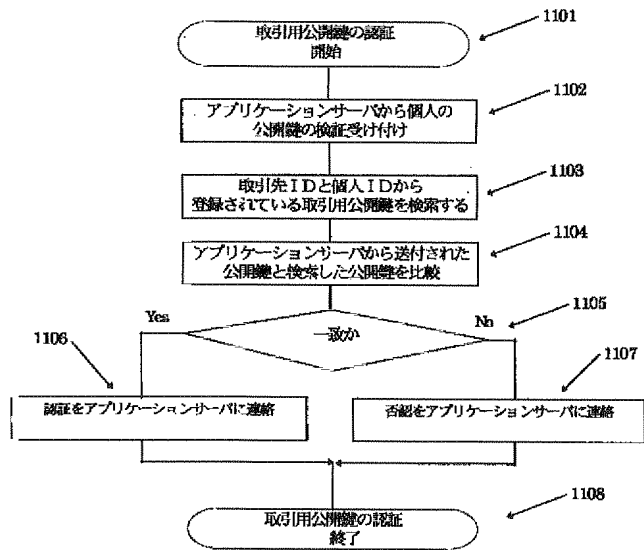 取引用公開鍵の認証
開始
1101
1102
アプリケーションサーバから個人の
公開鍵の検証受け付け
1103
取引先IDと個人IDから
登録されている取引用公開鍵を検索する
1104
アプリケーションサーバから送付された
公開鍵と検索した公開鍵を比較
1105
Yes
No
一致か
1106
1107
認証をアプリケーションサーバに連絡
否認をアプリケーションサーバに連絡
1108
取引用公開鍵の認証
終了